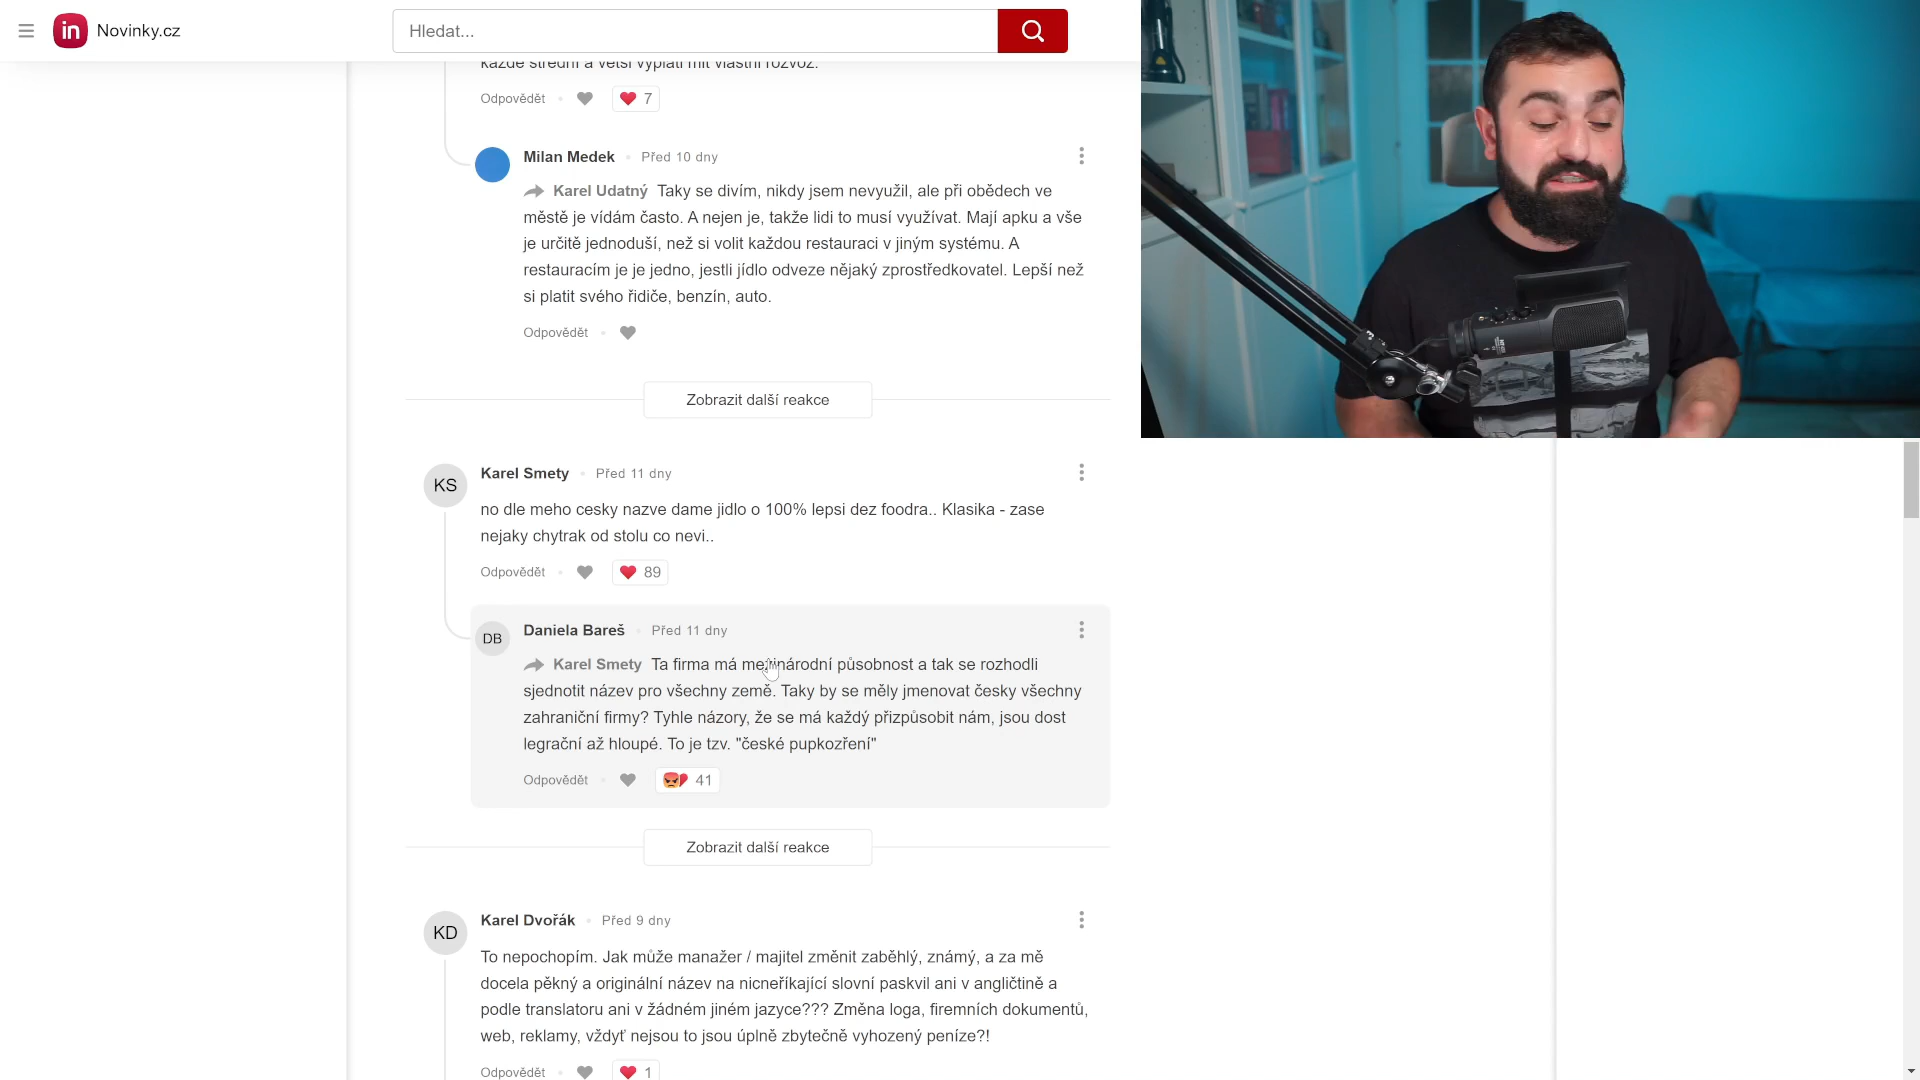 in Novinky.cz
Hledat...
každé střední a větší vyplatí mít vlastní rozvoz.
Odpovědět
7
Milan Medek • Před 10 dny
Karel Udatný Taky se divím, nikdy jsem nevyužil, ale při obědech ve
městě je vídám často. A nejen je, takže lidi to musí využívat. Mají apku a vše
je určitě jednoduší, než si volit každou restauraci v jiným systému. A
restauracím je je jedno, jestli jídlo odveze nějaký zprostředkovatel. Lepší než
si platit svého řidiče, benzín, auto.
Odpovědět
Zobrazit další reakce
KS
Karel Smety • Před 11 dny
no dle meho cesky nazve dame jidlo o 100% lepsi dez foodra.. Klasika - zase
nejaky chytrak od stolu co nevi..
Odpovědět
89
DB
Daniela Bareš • Před 11 dny
Karel Smety Ta firma má mezinárodní působnost a tak se rozhodli
sjednotit název pro všechny země. Taky by se měly jmenovat česky všechny
zahraniční firmy? Tyhle názory, že se má každý přizpůsobit nám, jsou dost
legrační až hloupé. To je tzv. "české pupkozření"
Odpovědět
41
Zobrazit další reakce
KD
Karel Dvořák • Před 9 dny
To nepochopím. Jak může manažer / majitel změnit zaběhlý, známý, a za mě
docela pěkný a originální název na nicneříkající slovní paskvil ani v angličtině a
podle translatoru ani v žádném jiném jazyce??? Změna loga, firemních dokumentů,
web, reklamy, vždyť nejsou to jsou úplně zbytečně vyhozený peníze?!
Odpovědět
1